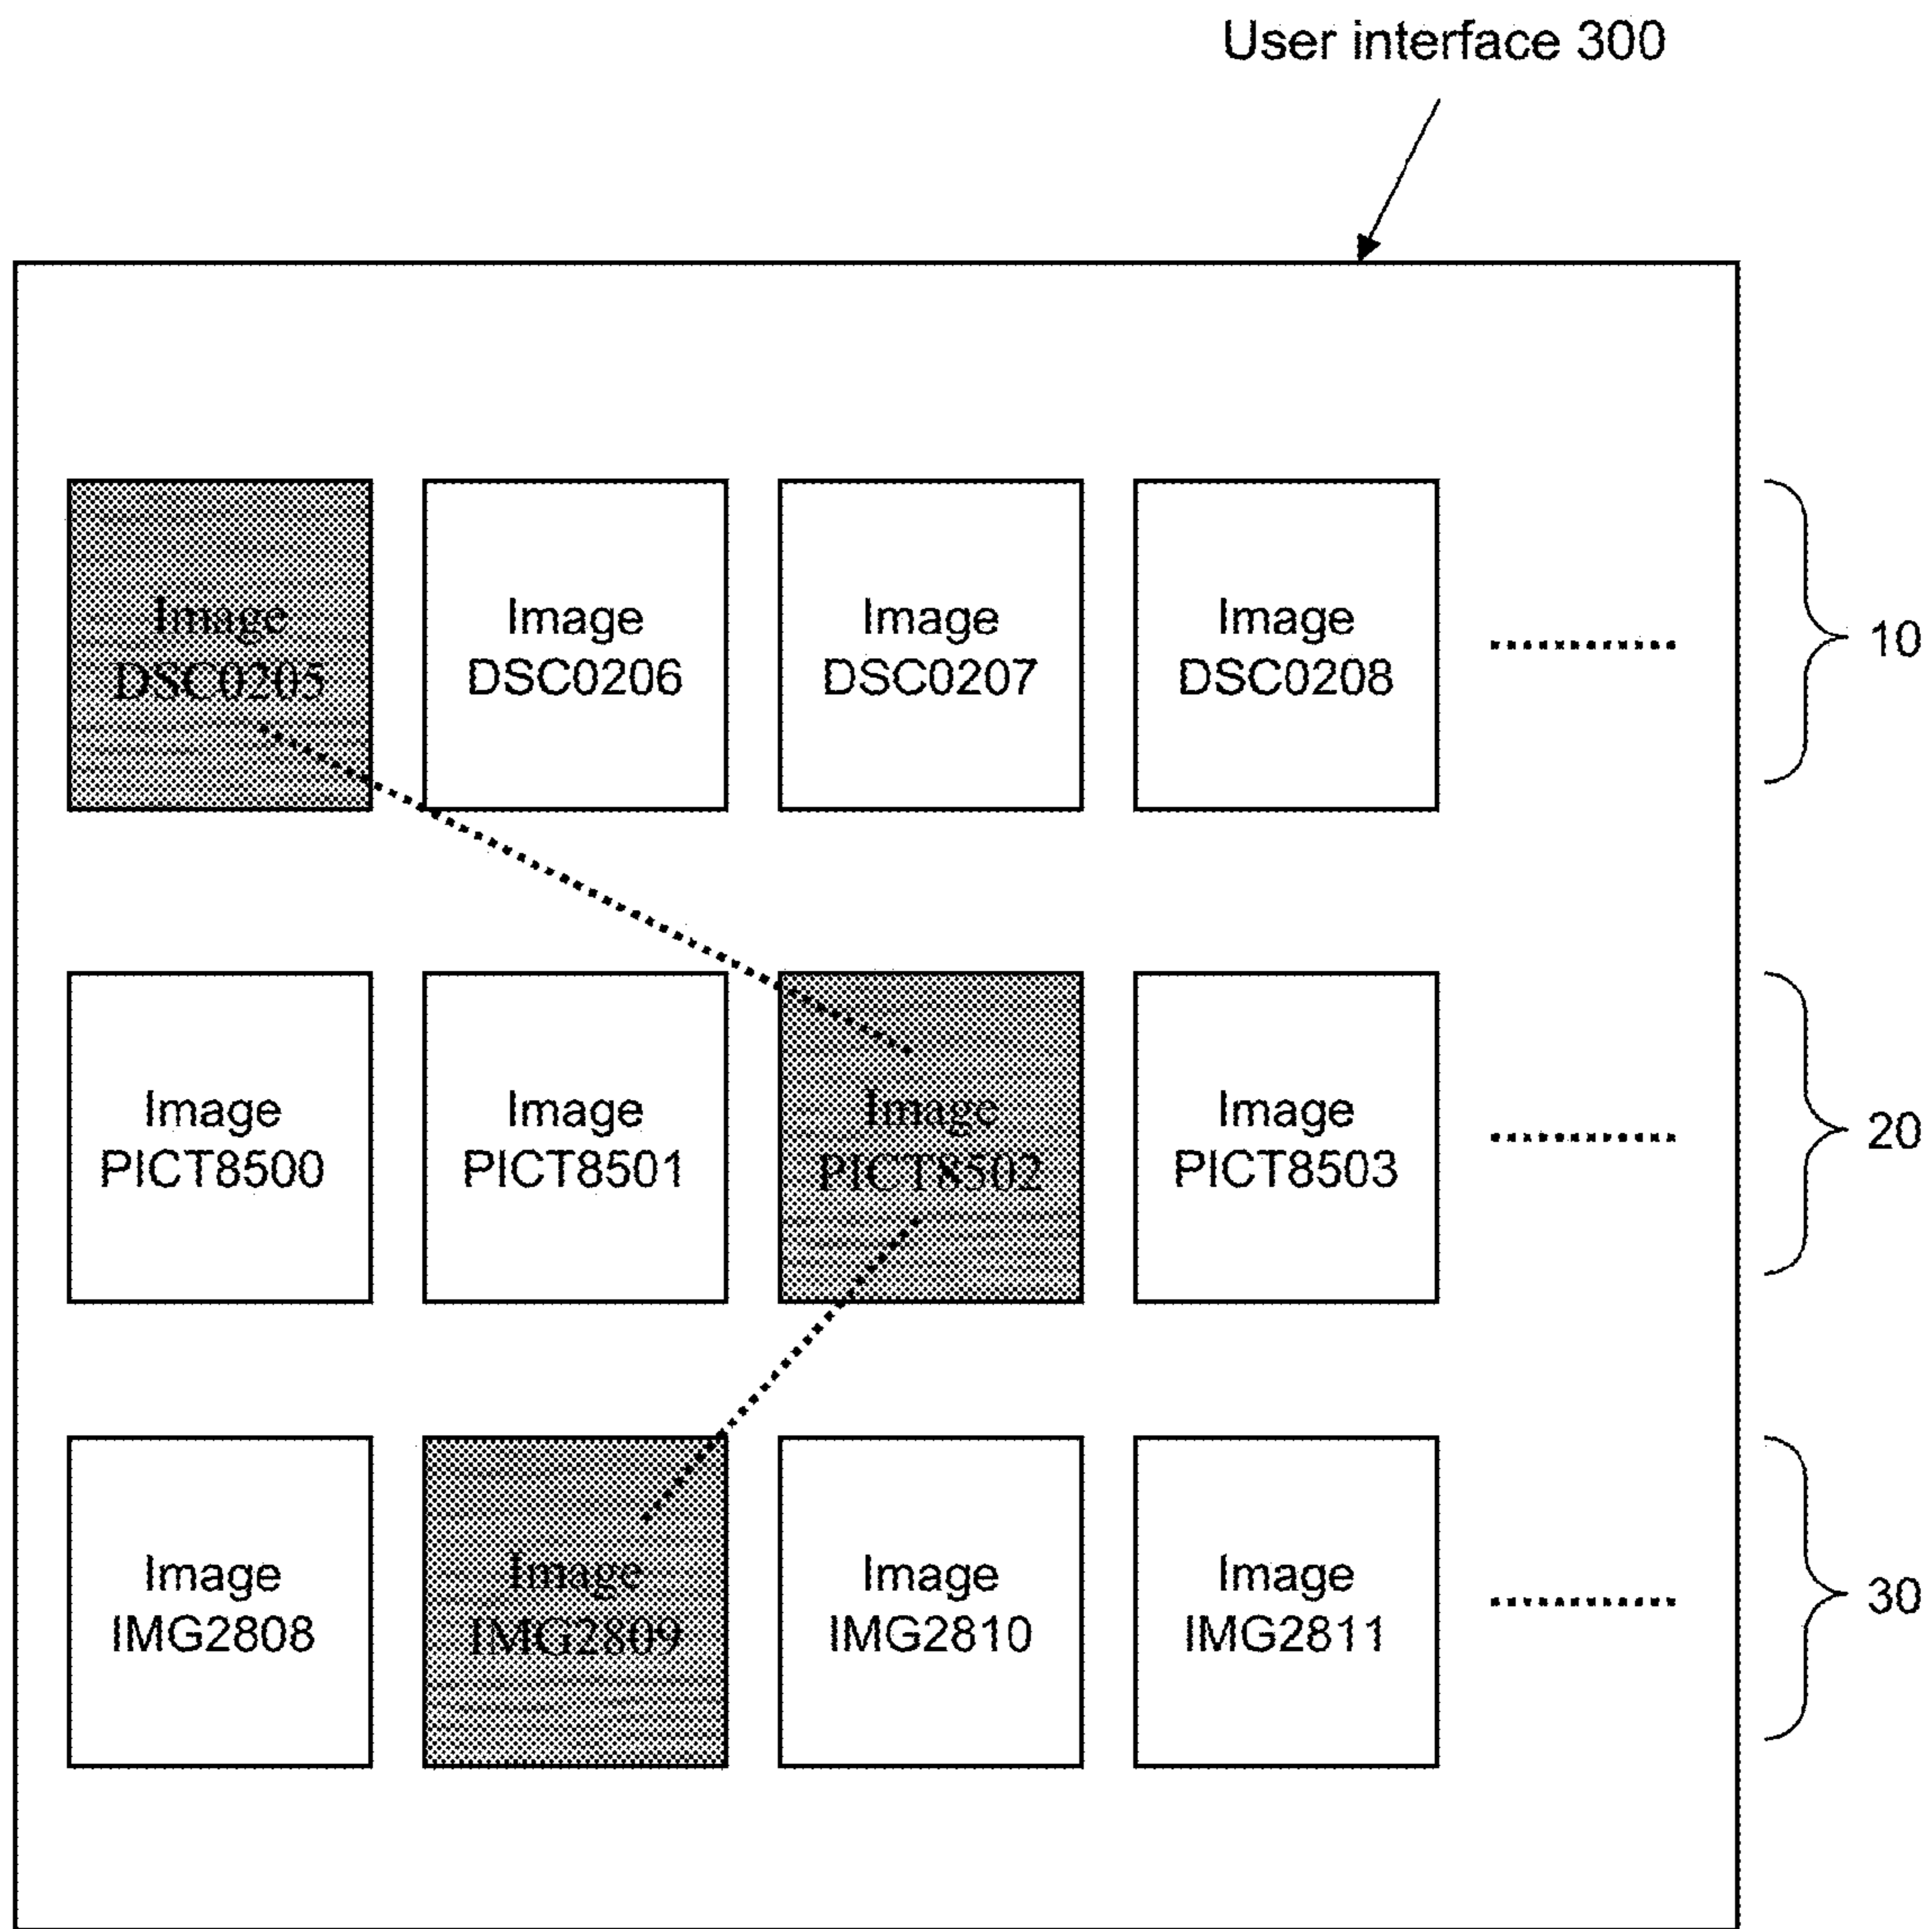 User interface 300
Image
DSC0205
Image
DSC0206
Image
DSC0207
Image
DSC0208
10
Image
PICT8500
Image
PICT8501
Image
PICT8502
Image
PICT8503
20
Image
IMG2808
Image
IMG2809
Image
IMG2810
Image
IMG2811
30